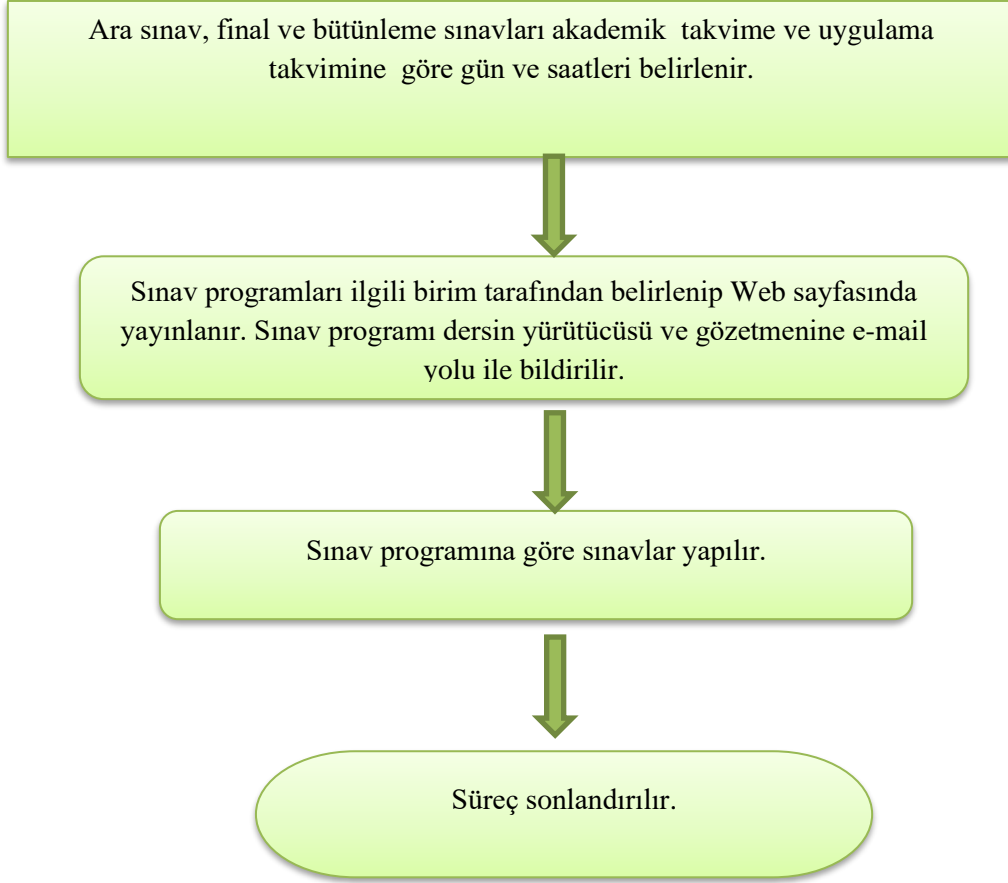 Ara sınav, final ve bütünleme sınavları akademik  takvime ve uygulama
takvimine  göre gün ve saatleri belirlenir.
Sınav programları ilgili birim tarafından belirlenip Web sayfasında
yayınlanır. Sınav programı dersin yürütücüsü ve gözetmenine e-mail
yolu ile bildirilir.
Sınav programına göre sınavlar yapılır.
Süreç sonlandırılır.